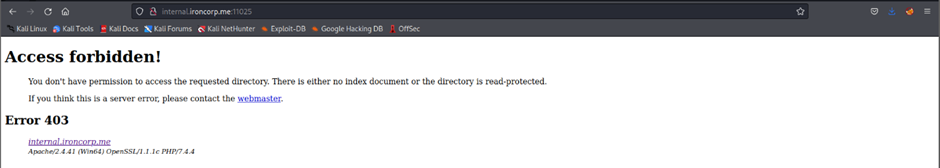 internal.ironcorp.me:11025
Kali Linux Kali Tools Kali Docs Kali Forums Kali NetHunter Exploit-DB Google Hacking DB OffSec
Access forbidden!
You don't have permission to access the requested directory. There is either no index document or the directory is read-protected.
If you think this is a server error, please contact the webmaster.
Error 403
internal.ironcorp.me
Apache/2.4.41 (Win64) OpenSSL/1.1.1c PHP/7.4.4